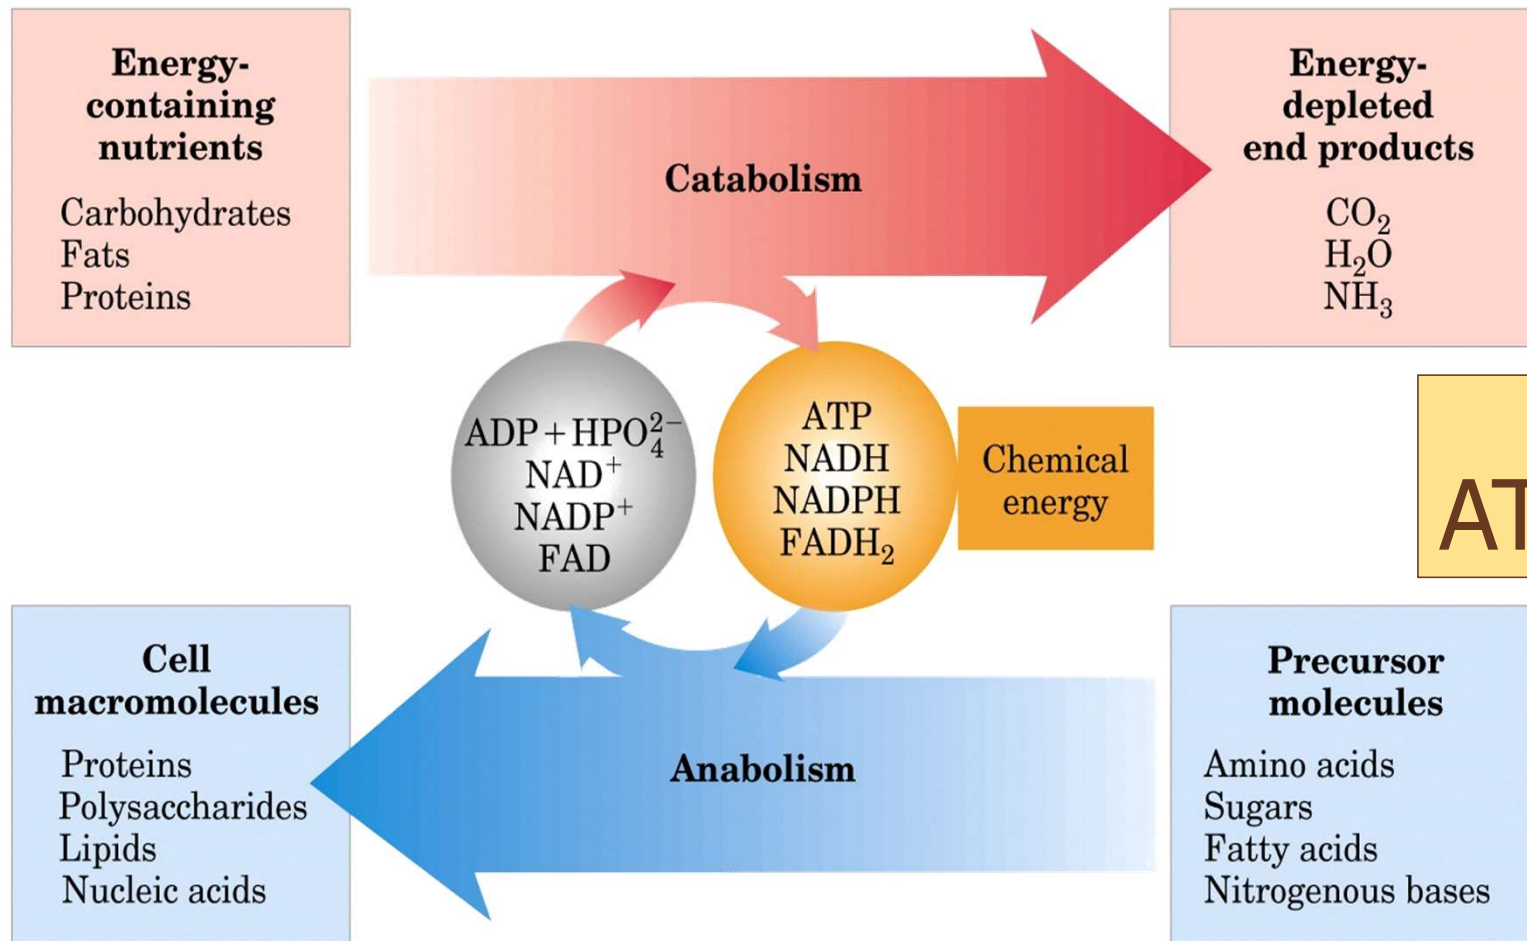 Energy-
containing
nutrients
Carbohydrates
Fats
Proteins
Catabolism
Energy-
depleted
end products
CO₂
H₂O
NH₃
ADP + HPO₄²⁻
NAD⁺
NADP⁺
FAD
ATP
NADH
NADPH
FADH₂
Chemical
energy
AT
Cell
macromolecules
Proteins
Polysaccharides
Lipids
Nucleic acids
Anabolism
Precursor
molecules
Amino acids
Sugars
Fatty acids
Nitrogenous bases